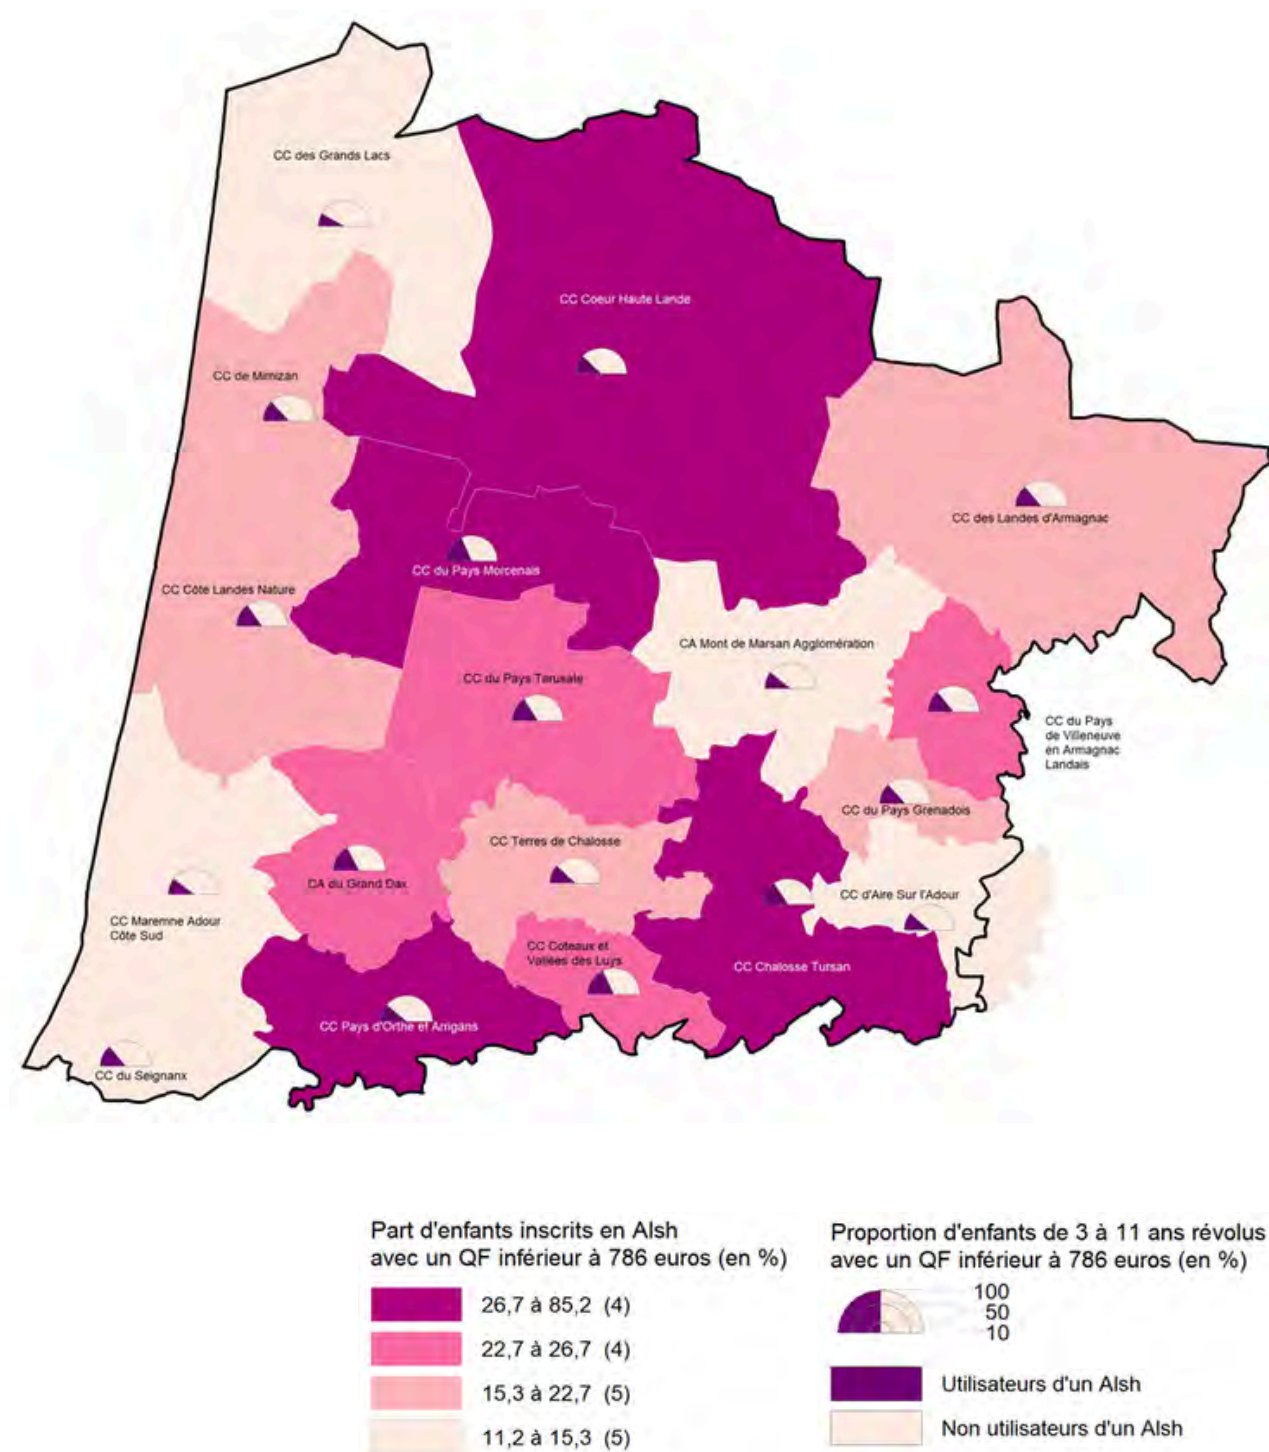 CC des Grands Lacs
CC Coeur Haute Lande
CC de Mimizan
CC des Landes d'Armagnac
CC du Pays Morcenais
CC Côte Landes Nature
CA Mont de Marsan Agglomération
CC du Pays Tarusate
CC du Pays
de Villeneuve
en Armagnac
Landais
CC du Pays Grenadois
CC Terres de Chalosse
CA du Grand Dax
CC d'Aire Sur l'Adour
CC Maremne Adour
Côte Sud
CC Coteaux et
Vallées des Luys
CC Chalosse Tursan
CC Pays d'Orthe et Arrigans
CC du Seignanx
Part d'enfants inscrits en Alsh
avec un QF inférieur à 786 euros (en %)
26,7 à 85,2 (4)
22,7 à 26,7 (4)
15,3 à 22,7 (5)
11,2 à 15,3 (5)
Proportion d'enfants de 3 à 11 ans révolus
avec un QF inférieur à 786 euros (en %)
100
50
10
Utilisateurs d'un Alsh
Non utilisateurs d'un Alsh